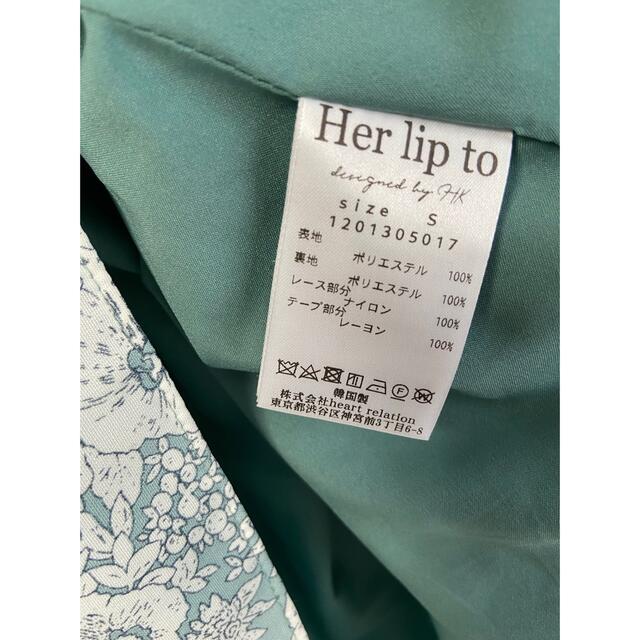 Her lip to
designed by HK
size S
1201305017
表地 ポリエステル 100%
裏地 ポリエステル 100%
レース部分 ナイロン 100%
テープ部分 レーヨン 100%
韓国製
株式会社heart relation
東京都渋谷区神宮前3丁目6-8